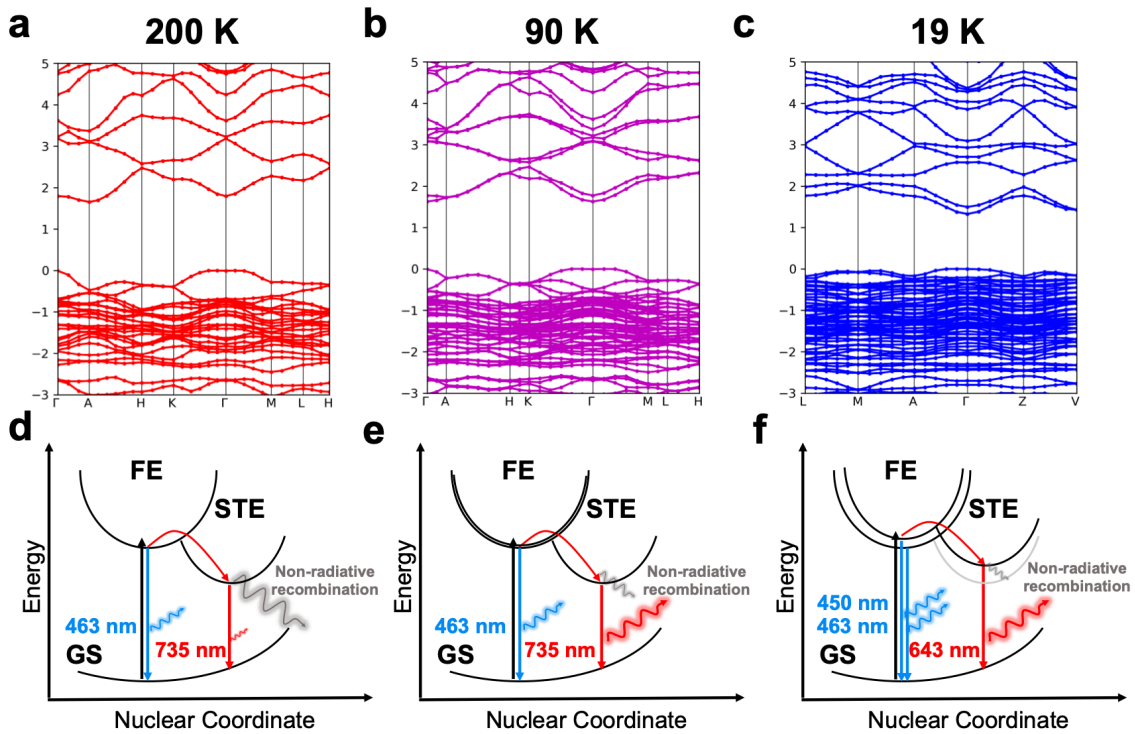 a
200 K
5
4
3
2
1
0
−1
−2
−3
Γ A H K Γ M L H
b
90 K
5
4
3
2
1
0
−1
−2
−3
Γ A H K Γ M L H
c
19 K
5
4
3
2
1
0
−1
−2
−3
L M A Γ Z V
d
FE
STE
Non-radiative
recombination
463 nm
735 nm
GS
Energy
Nuclear Coordinate
e
FE
STE
Non-radiative
recombination
463 nm
735 nm
GS
Energy
Nuclear Coordinate
f
FE
STE
Non-radiative
recombination
450 nm
463 nm
643 nm
GS
Energy
Nuclear Coordinate